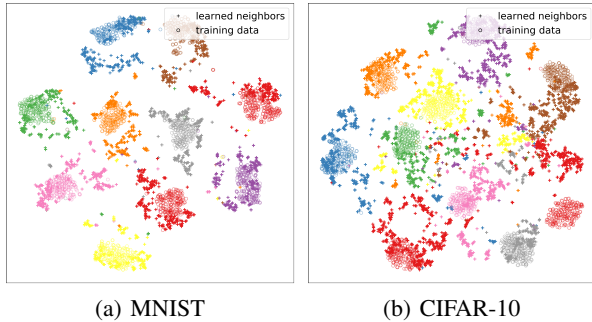 learned neighbors
training data
learned neighbors
training data
(a) MNIST
(b) CIFAR-10